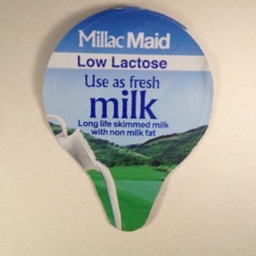 Millac Maid
Low Lactose
Use as fresh
milk
Long life skimmed milk
with non milk fat